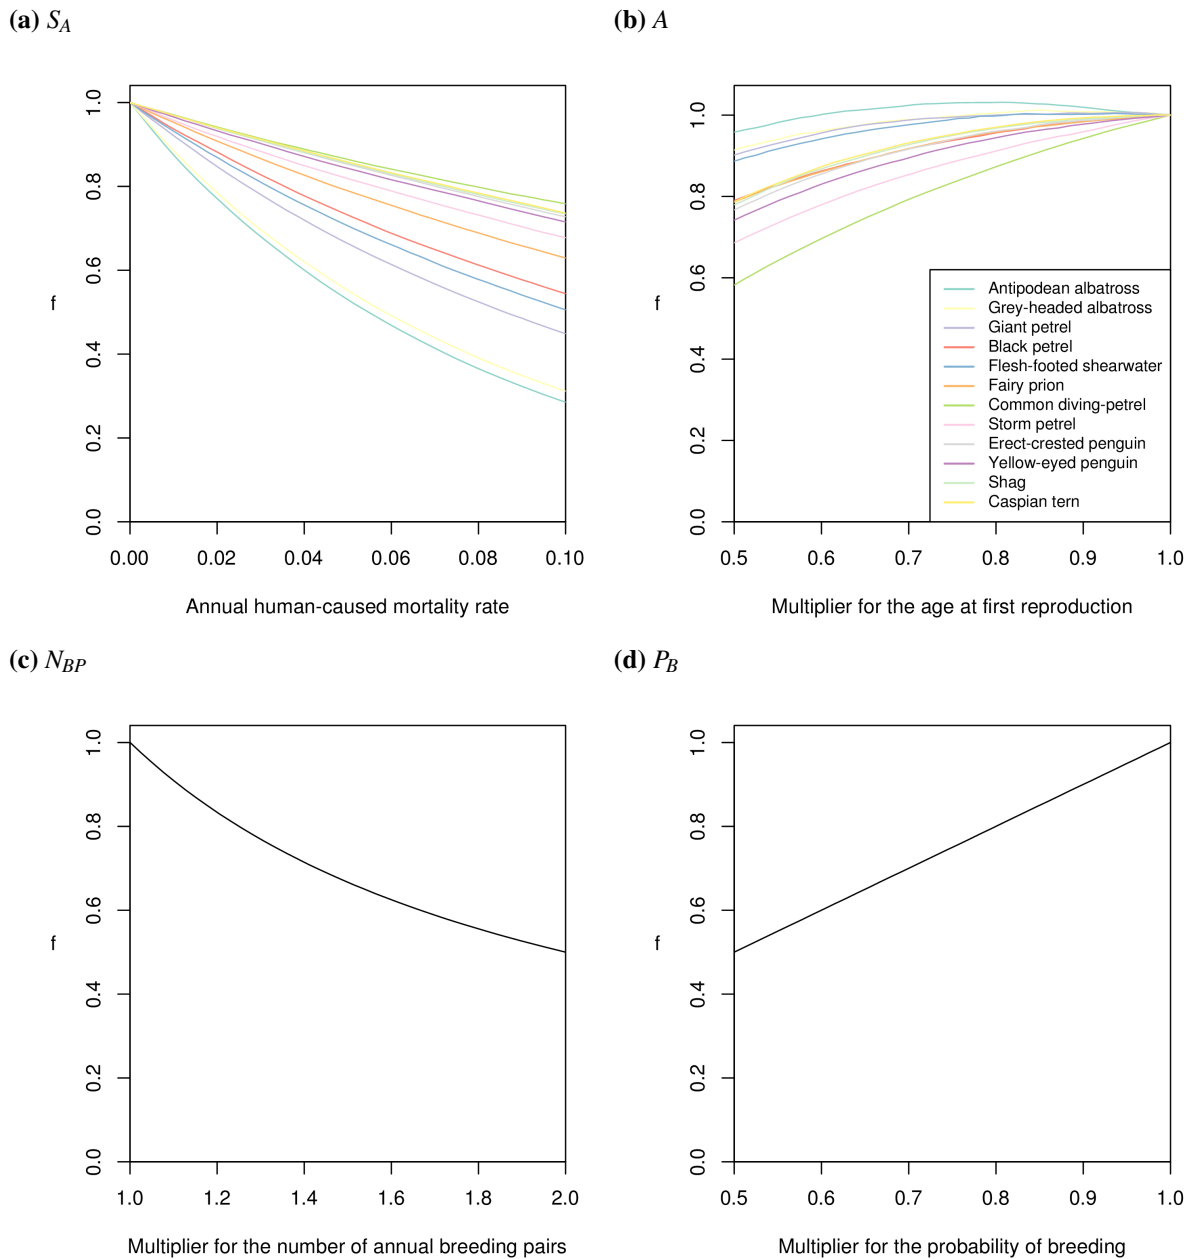 (a) S_A
(b) A
1.0
0.8
0.6
0.4
0.2
0.0
f
0.00 0.02 0.04 0.06 0.08 0.10
Annual human-caused mortality rate
1.0
0.8
0.6
0.4
0.2
0.0
f
Antipodean albatross
Grey-headed albatross
Giant petrel
Black petrel
Flesh-footed shearwater
Fairy prion
Common diving-petrel
Storm petrel
Erect-crested penguin
Yellow-eyed penguin
Shag
Caspian tern
0.5 0.6 0.7 0.8 0.9 1.0
Multiplier for the age at first reproduction
(c) N_BP
(d) P_B
1.0
0.8
0.6
0.4
0.2
0.0
f
1.0 1.2 1.4 1.6 1.8 2.0
Multiplier for the number of annual breeding pairs
1.0
0.8
0.6
0.4
0.2
0.0
f
0.5 0.6 0.7 0.8 0.9 1.0
Multiplier for the probability of breeding